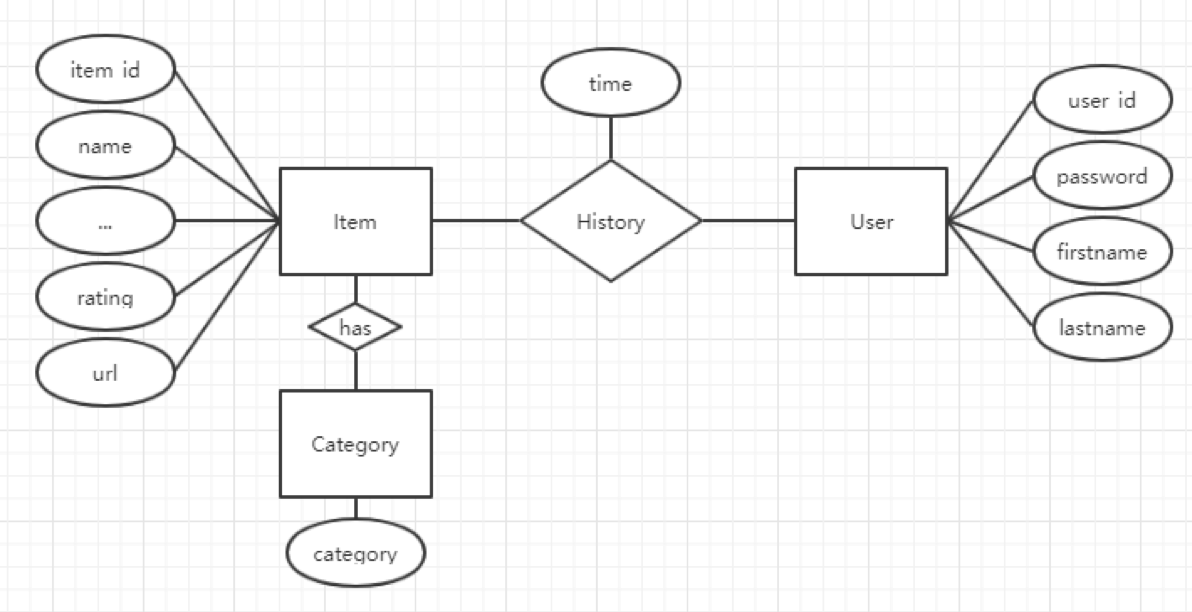 item id
name
...
rating
url
Item
has
Category
category
time
History
User
user id
password
firstname
lastname